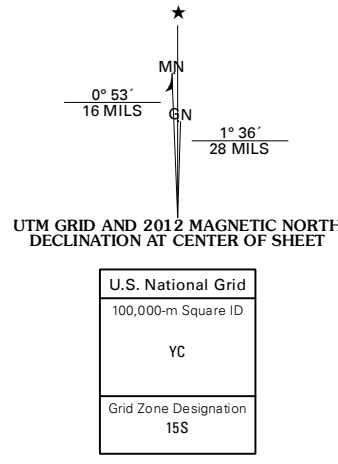 ★
MN
0° 53´
16 MILS
GN
1° 36´
28 MILS
UTM GRID AND 2012 MAGNETIC NORTH
DECLINATION AT CENTER OF SHEET
U.S. National Grid
100,000-m Square ID
YC
Grid Zone Designation
15S